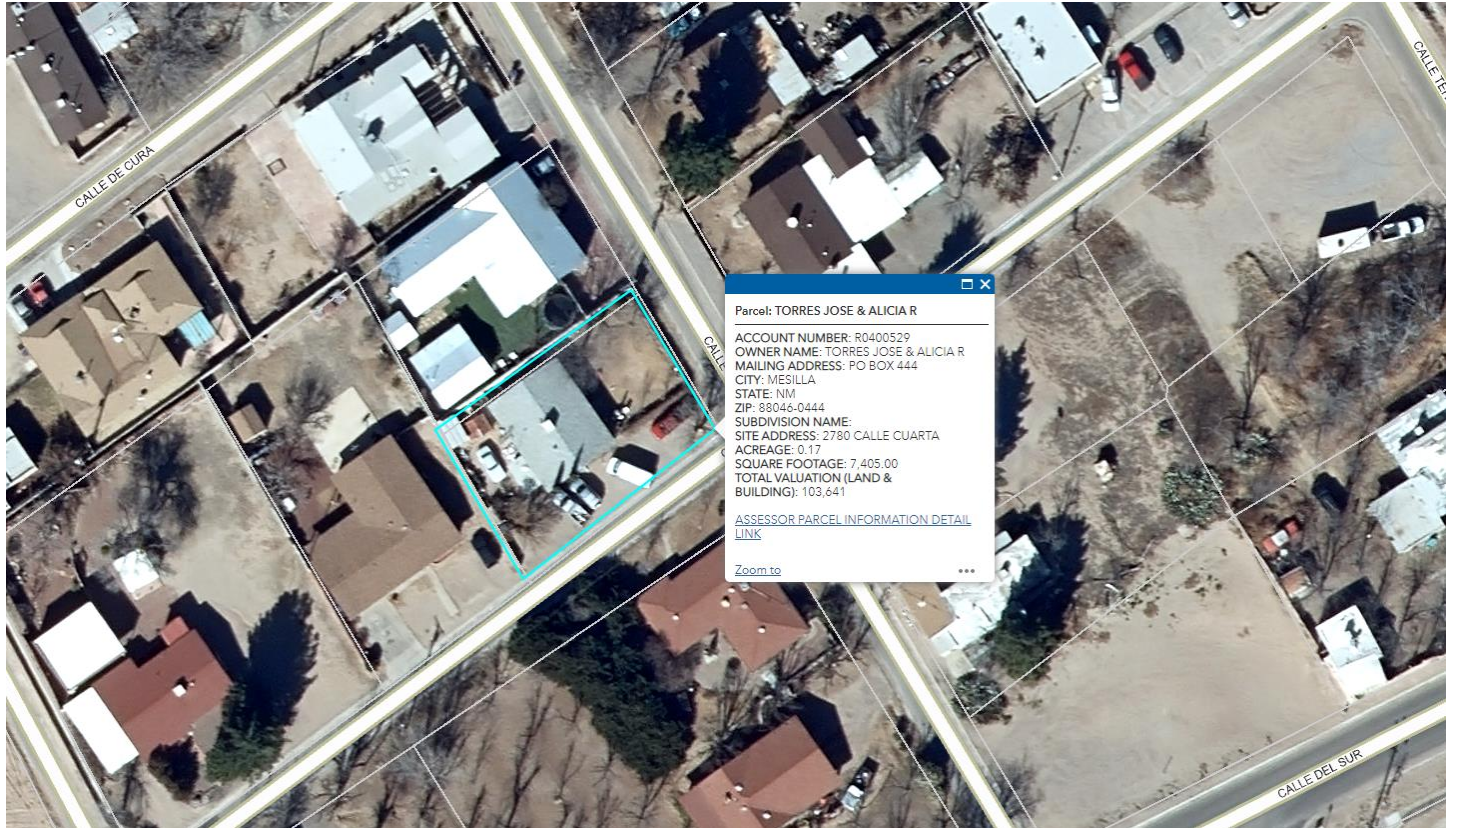 CALLE DE CURA
CALLE
CALLE DEL SUR
Parcel: TORRES JOSE & ALICIA R
ACCOUNT NUMBER: R0400529
OWNER NAME: TORRES JOSE & ALICIA R
MAILING ADDRESS: PO BOX 444
CITY: MESILLA
STATE: NM
ZIP: 88046-0444
SUBDIVISION NAME:
SITE ADDRESS: 2780 CALLE CUARTA
ACREAGE: 0.17
SQUARE FOOTAGE: 7,405.00
TOTAL VALUATION (LAND &
BUILDING): 103,641
ASSESSOR PARCEL INFORMATION DETAIL
LINK
Zoom to
CALLE